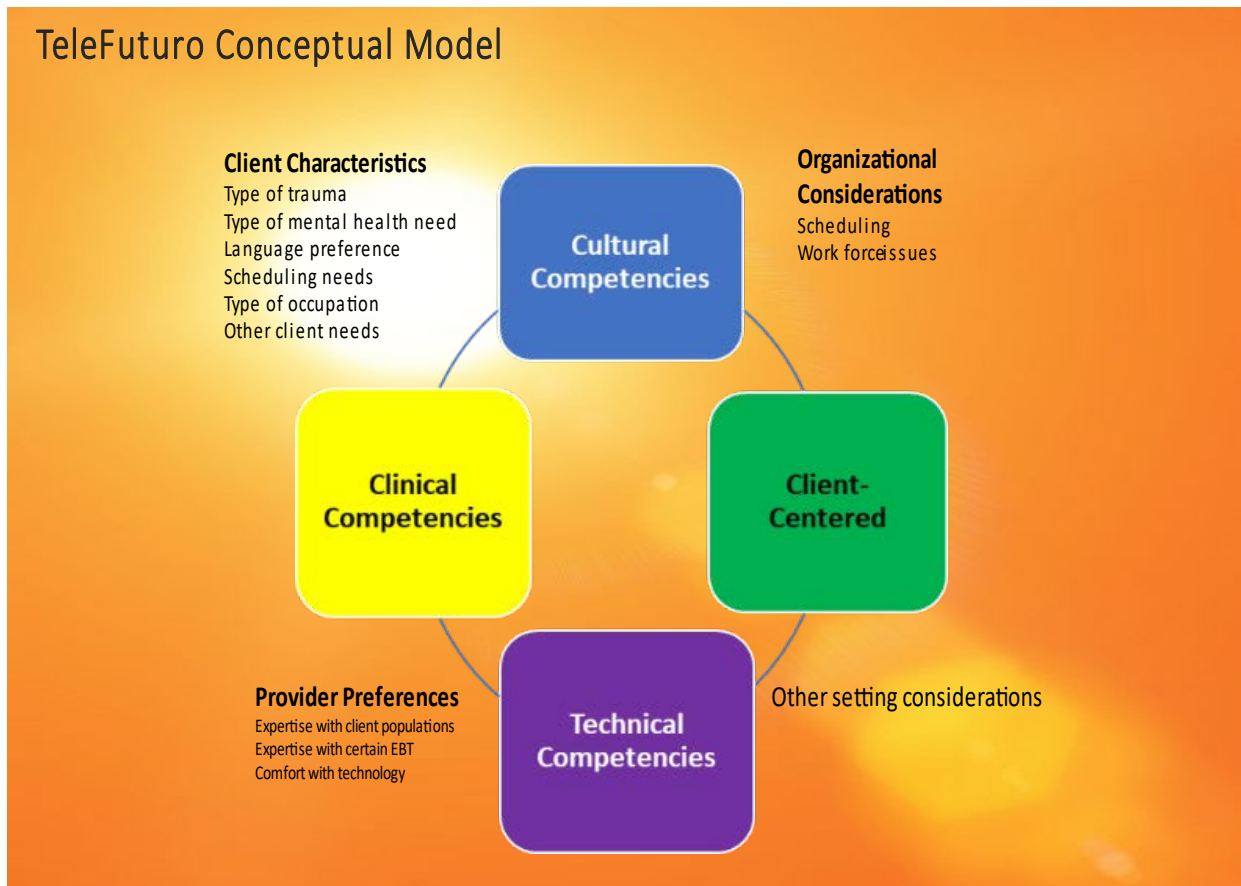 TeleFuturo Conceptual Model
Client Characteristics
Type of trauma
Type of mental health need
Language preference
Scheduling needs
Type of occupation
Other client needs
Organizational
Considerations
Scheduling
Work forceissues
Cultural
Competencies
Clinical
Competencies
Client-
Centered
Technical
Competencies
Provider Preferences
Expertise with client populations
Expertise with certain EBT
Comfort with technology
Other setting considerations